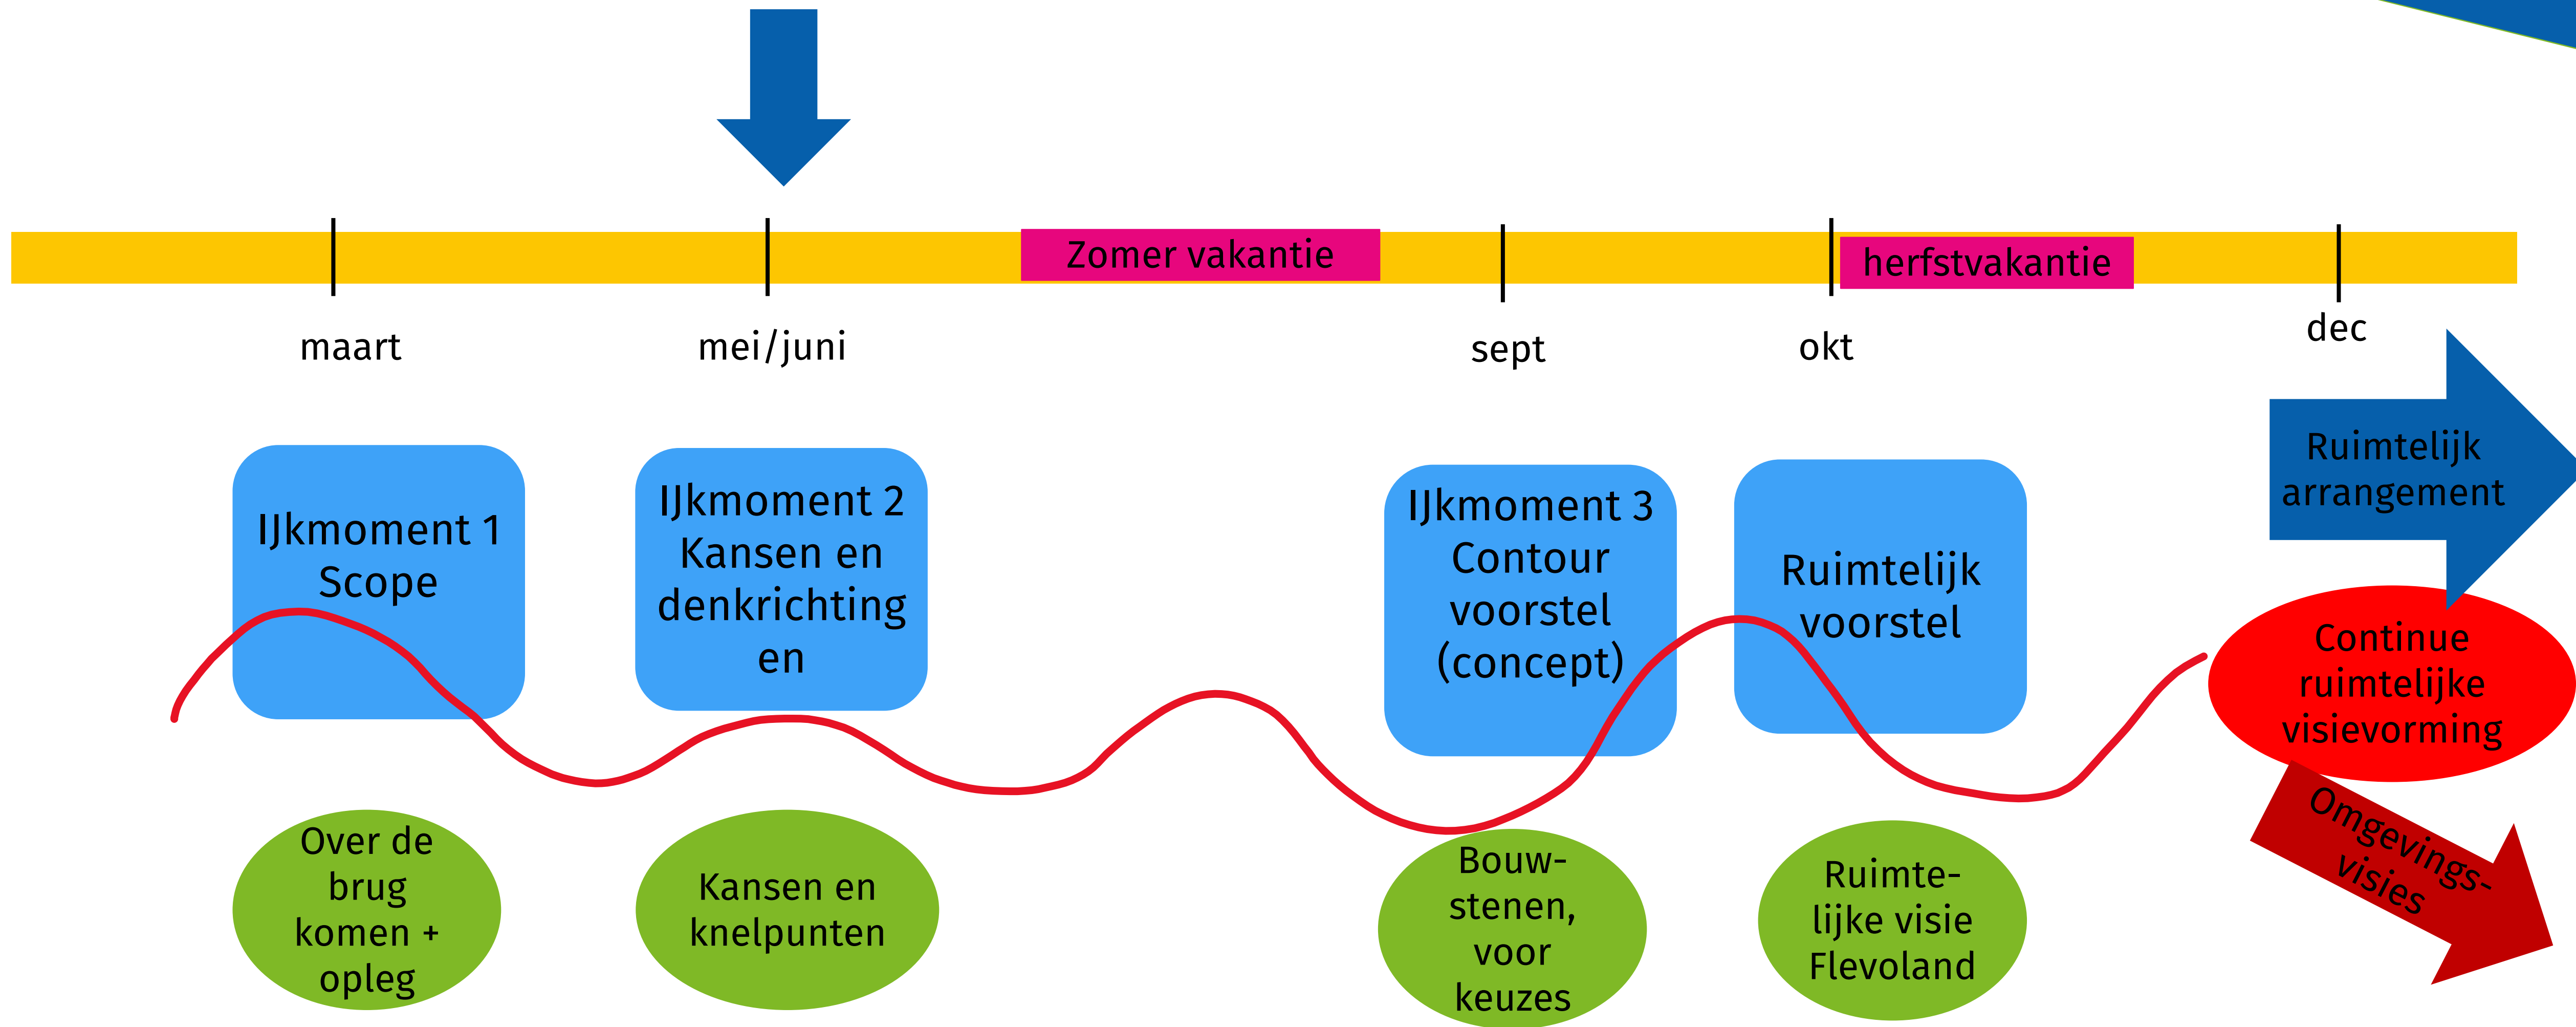 Zomer vakantie
herfstvakantie
maart
mei/juni
sept
okt
dec
IJkmoment 1
Scope
IJkmoment 2
Kansen en
denkrichting
en
IJkmoment 3
Contour
voorstel
(concept)
Ruimtelijk
voorstel
Ruimtelijk
arrangement
Continue
ruimtelijke
visievorming
Omgevings-
visies
Over de
brug
komen +
opleg
Kansen en
knelpunten
Bouw-
stenen,
voor
keuzes
Ruimte-
lijke visie
Flevoland